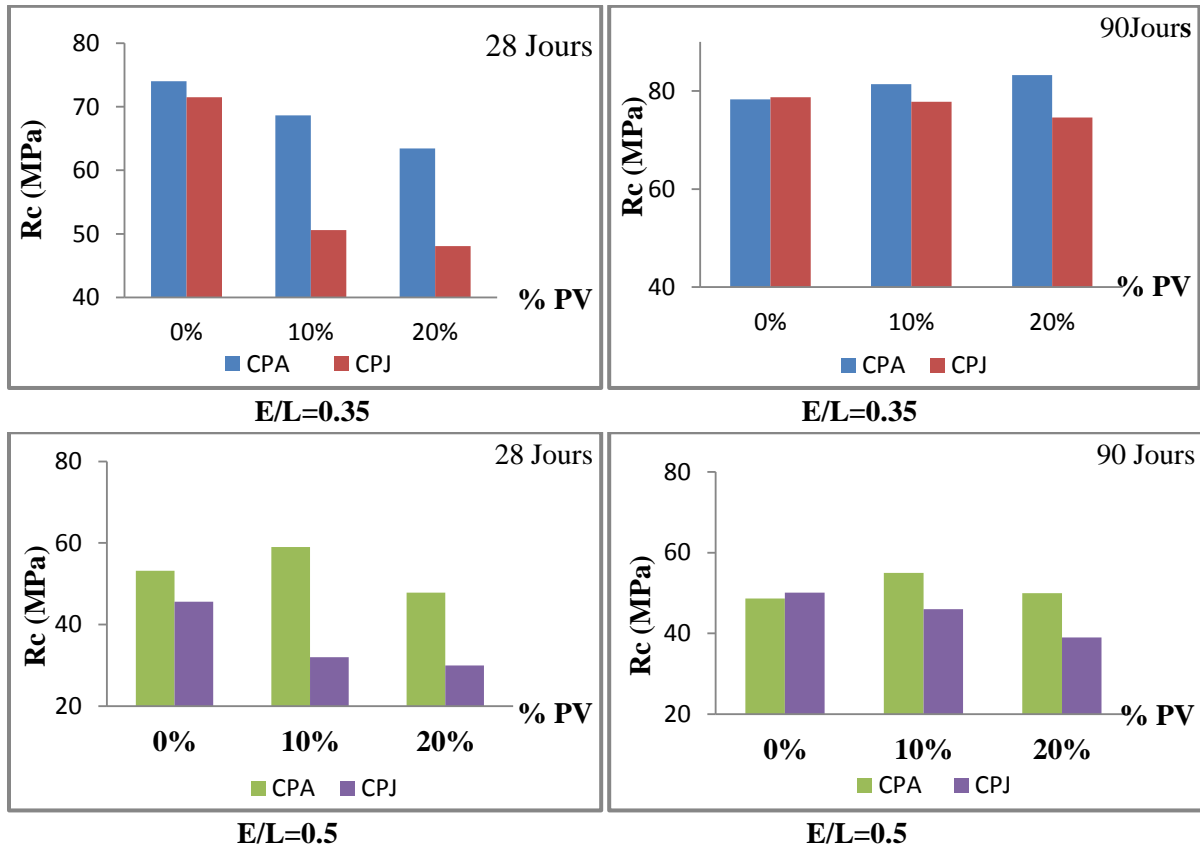 28 Jours
80
70
60
50
40
Rc (MPa)
0% 10% 20%
% PV
CPA CPJ
E/L=0.35
90Jours
80
60
40
Rc (MPa)
0% 10% 20%
% PV
CPA CPJ
E/L=0.35
28 Jours
80
60
40
20
Rc (MPa)
0% 10% 20%
% PV
CPA CPJ
E/L=0.5
90 Jours
80
60
40
20
Rc (MPa)
0% 10% 20%
% PV
CPA CPJ
E/L=0.5